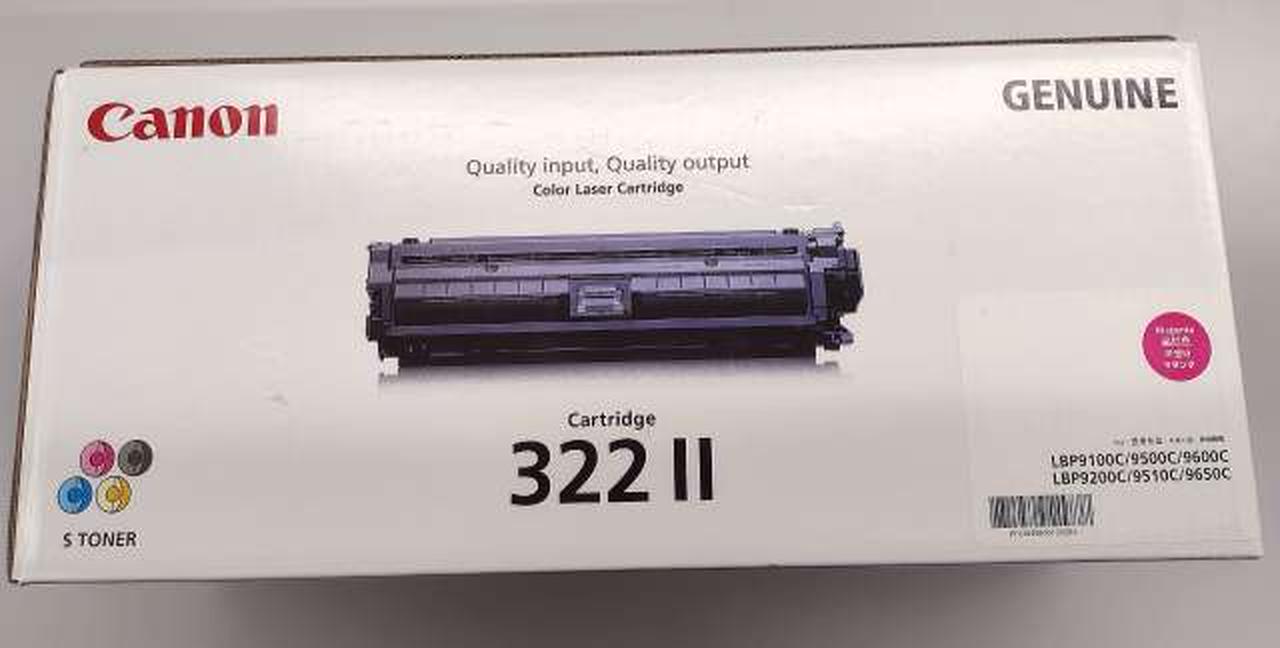 Canon
GENUINE
Quality input, Quality output
Color Laser Cartridge
Magenta
Cartridge
322 II
LBP9100C/9500C/9600C
LBP9200C/9510C/9650C
S TONER